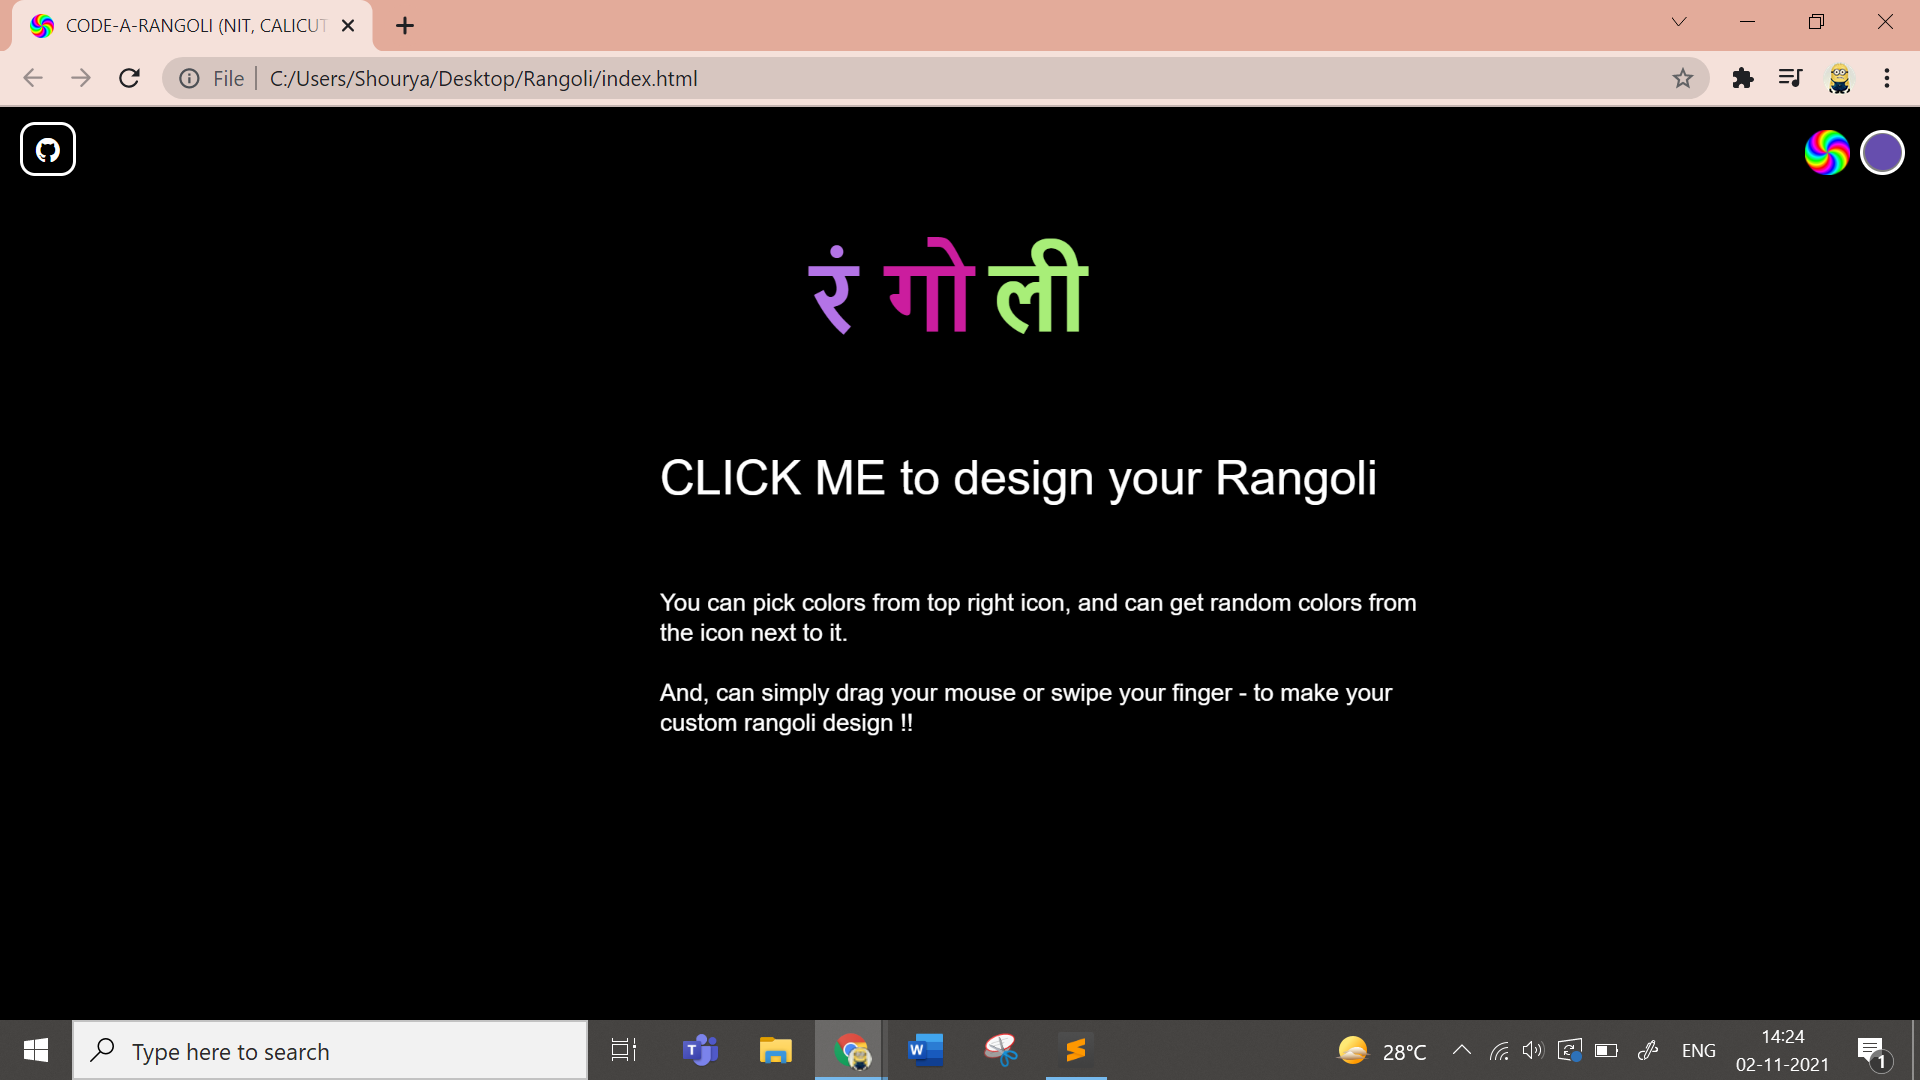 CODE-A-RANGOLI (NIT, CALICUT
File
C:/Users/Shourya/Desktop/Rangoli/index.html
रं गो ली
CLICK ME to design your Rangoli
You can pick colors from top right icon, and can get random colors from
the icon next to it.
And, can simply drag your mouse or swipe your finger - to make your
custom rangoli design !!
Type here to search
T
W
28°C
ENG
14:24
02-11-2021
1